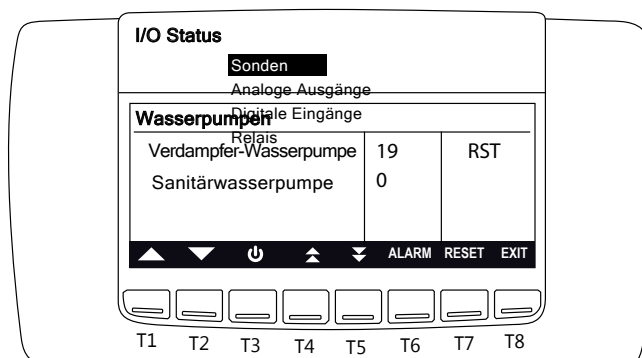 I/O Status
Sonden
Analoge Ausgänge
Digitale Eingänge
Wasserpumpen
Relais
Verdampfer-Wasserpumpe 19 RST
Sanitärwasserpumpe 0
ALARM RESET EXIT
T1 T2 T3 T4 T5 T6 T7 T8